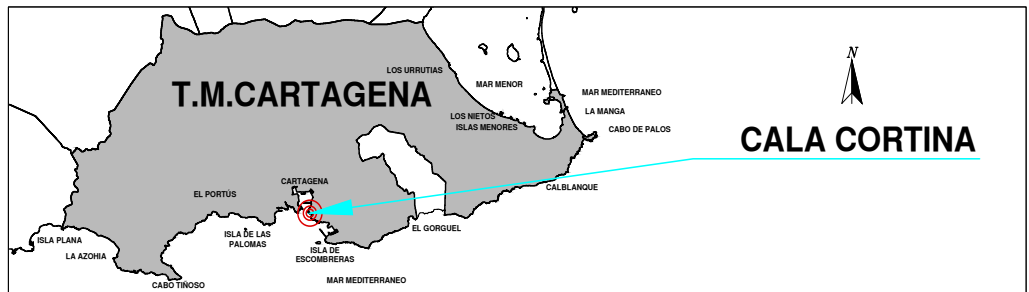 N
LOS URRUTIAS
T.M.CARTAGENA
MAR MENOR
MAR MEDITERRANEO
LA MANGA
LOS NIETOS
ISLAS MENORES
CABO DE PALOS
CALA CORTINA
CARTAGENA
CALBLANQUE
EL PORTÚS
EL GORGUEL
ISLA DE LAS
PALOMAS
ISLA PLANA
LA AZOHIA
ISLA DE
ESCOMBRERAS
CABO TIÑOSO
MAR MEDITERRANEO